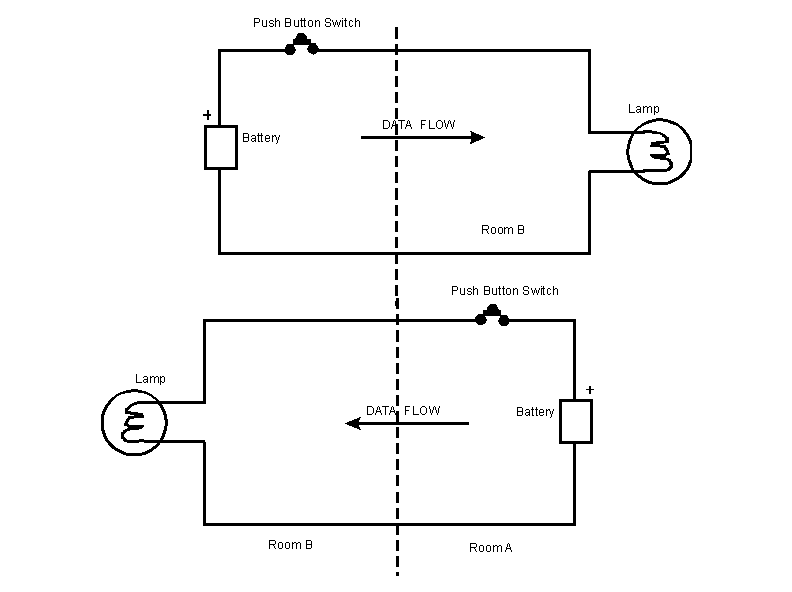 Push Button Switch
Lamp
+
Battery
DATA FLOW
Room B
Push Button Switch
Lamp
+
Battery
DATA FLOW
Room B
Room A